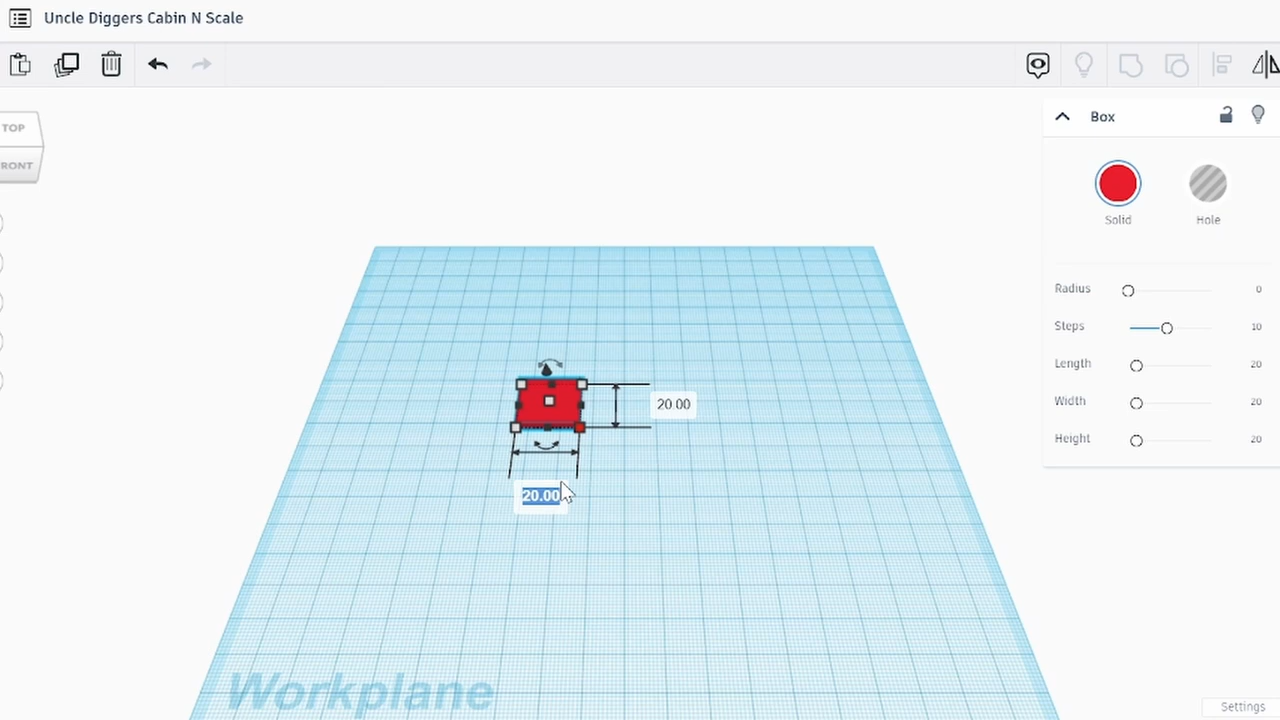 Uncle Diggers Cabin N Scale
TOP
RONT
Box
Solid
Hole
Radius 0
Steps 10
Length 20
Width 20
Height 20
20.00
20.00
Workplane
Settings